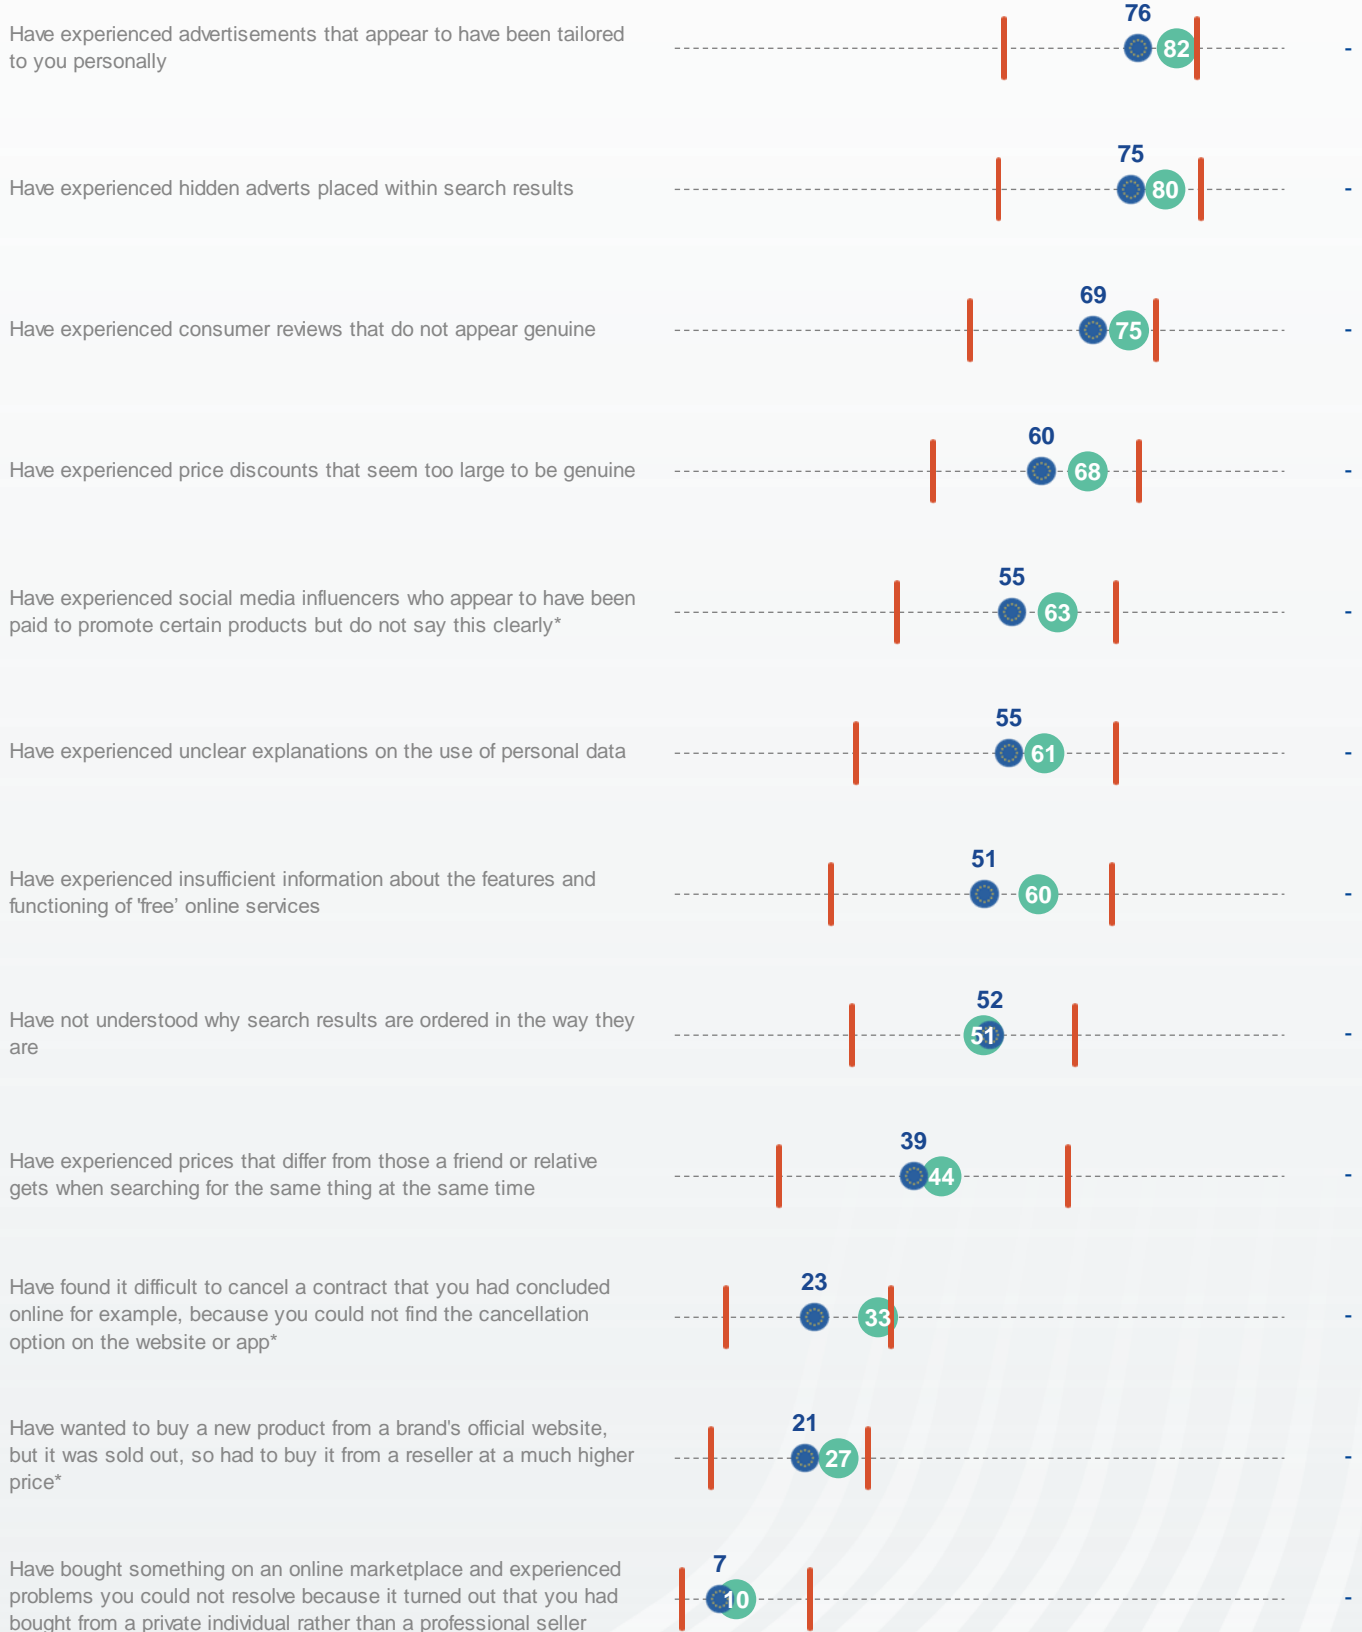 76
Have experienced advertisements that appear to have been tailored
to you personally
82
-
75
Have experienced hidden adverts placed within search results
80
-
69
Have experienced consumer reviews that do not appear genuine
75
-
60
Have experienced price discounts that seem too large to be genuine
68
-
55
Have experienced social media influencers who appear to have been
paid to promote certain products but do not say this clearly*
63
-
55
Have experienced unclear explanations on the use of personal data
61
-
51
Have experienced insufficient information about the features and
functioning of 'free’ online services
60
-
52
Have not understood why search results are ordered in the way they
are
51
-
39
Have experienced prices that differ from those a friend or relative
gets when searching for the same thing at the same time
44
-
23
Have found it difficult to cancel a contract that you had concluded
online for example, because you could not find the cancellation
option on the website or app*
33
-
21
Have wanted to buy a new product from a brand's official website,
but it was sold out, so had to buy it from a reseller at a much higher
price*
27
-
7
Have bought something on an online marketplace and experienced
problems you could not resolve because it turned out that you had
bought from a private individual rather than a professional seller
10
-